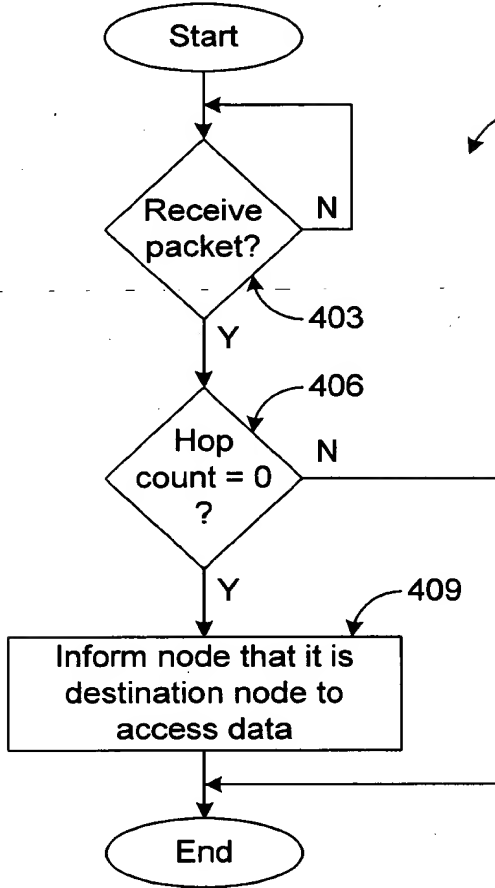 Start
Receive
packet?
N
403
Y
406
Hop
count = 0
?
N
Y
409
Inform node that it is
destination node to
access data
End